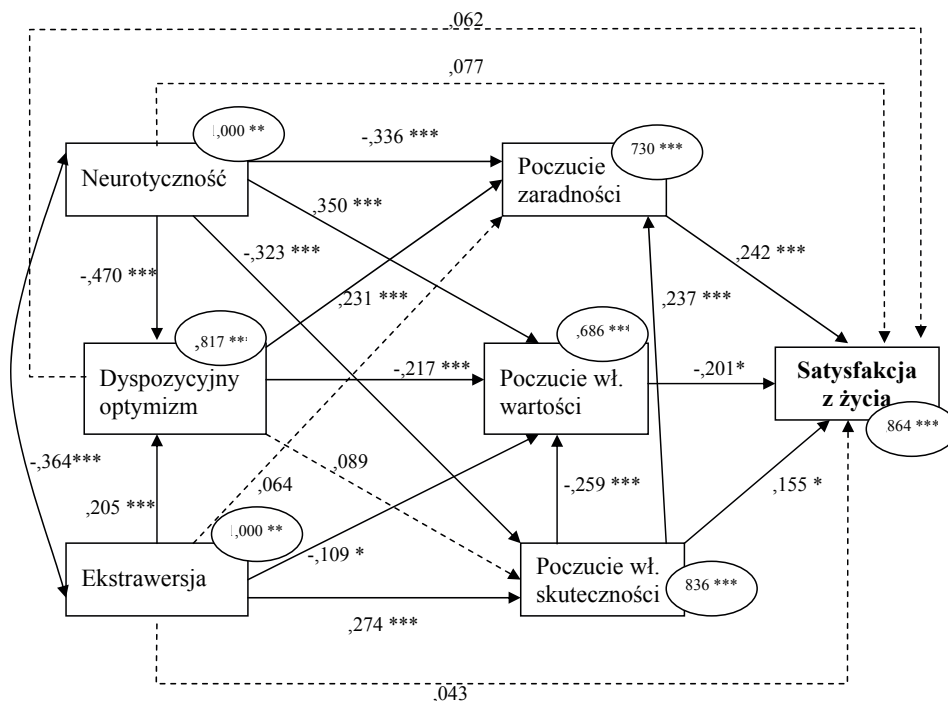 ,062
,077
1,000 **
-,336 ***
730 ***
Neurotyczność
Poczucie
zaradności
,350 ***
-,323 ***
,242 ***
-,470 ***
,231 ***
,237 ***
,817 ***
,686 ***
Dyspozycyjny
optymizm
-,217 ***
Poczucie wł.
wartości
-,201*
Satysfakcja
z życia
864 ***
-,364***
,089
,064
,205 ***
-,259 ***
,155 *
1,000 **
-,109 *
Ekstrawersja
Poczucie wł.
skuteczności
836 ***
,274 ***
,043